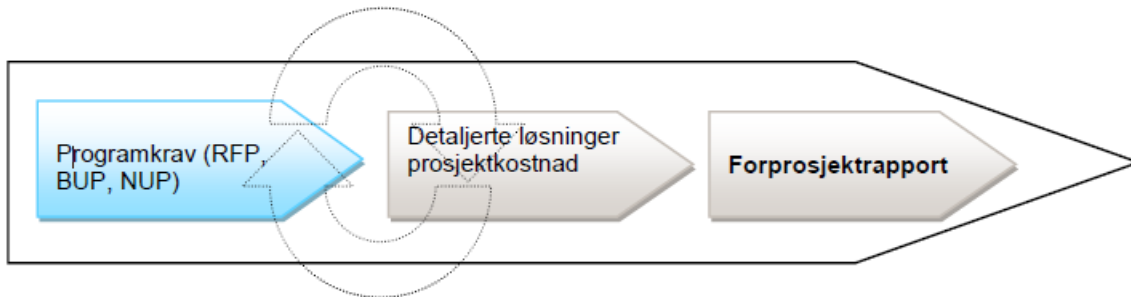 Programkrav (RFP,
BUP, NUP)
Detaljerte løsninger
prosjektkostnad
Forprosjektrapport